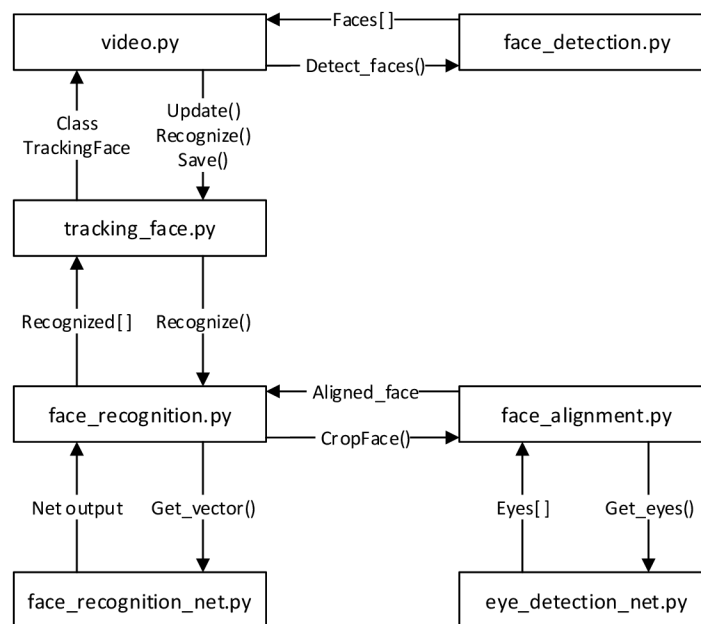 Faces[ ]
video.py
face_detection.py
Detect_faces()
Class
TrackingFace
Update()
Recognize()
Save()
tracking_face.py
Recognized[ ]
Recognize()
Aligned_face
face_recognition.py
face_alignment.py
CropFace()
Net output
Get_vector()
Eyes[ ]
Get_eyes()
face_recognition_net.py
eye_detection_net.py